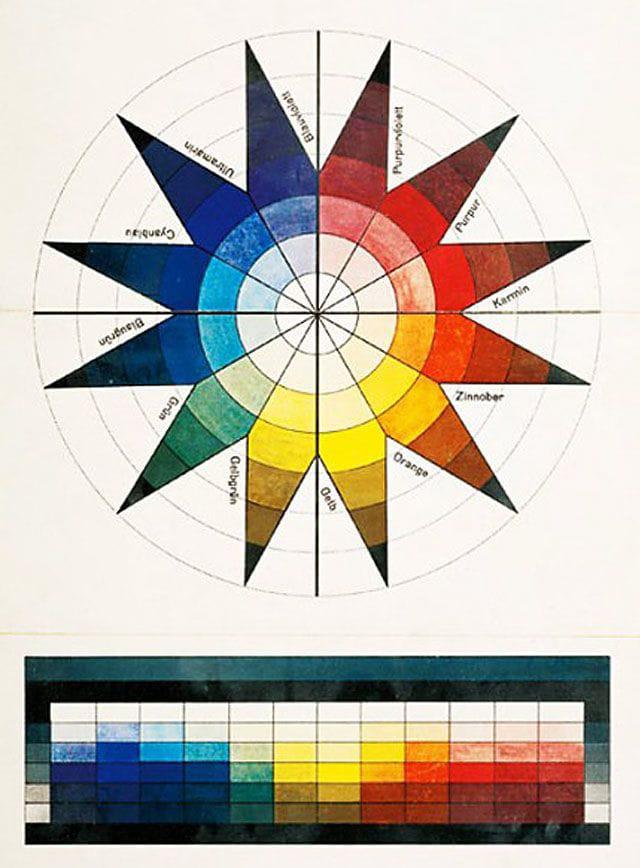 Blauviolett
Purpurviolett
Purpur
Karmin
Zinnober
Orange
Gelb
Gelbgrün
Grün
Blaugrün
Cyanblau
Ultramarin